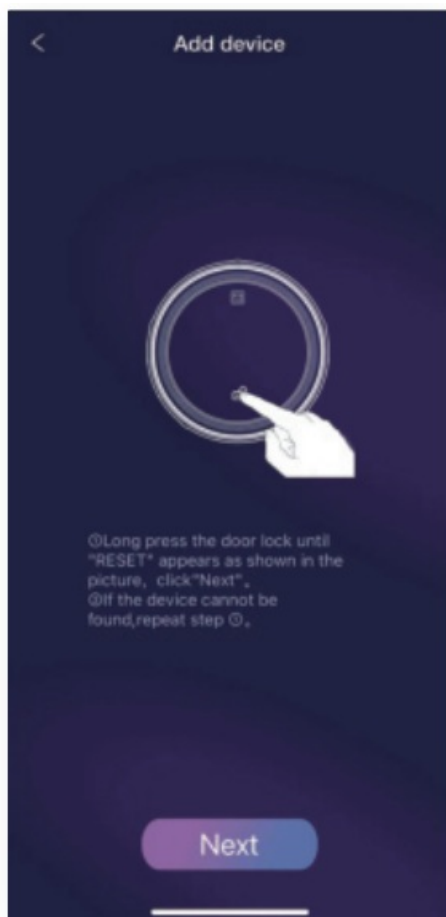 Add device
①Long press the door lock until
"RESET" appears as shown in the
picture, click"Next"。
②If the device cannot be
found,repeat step ①。
Next